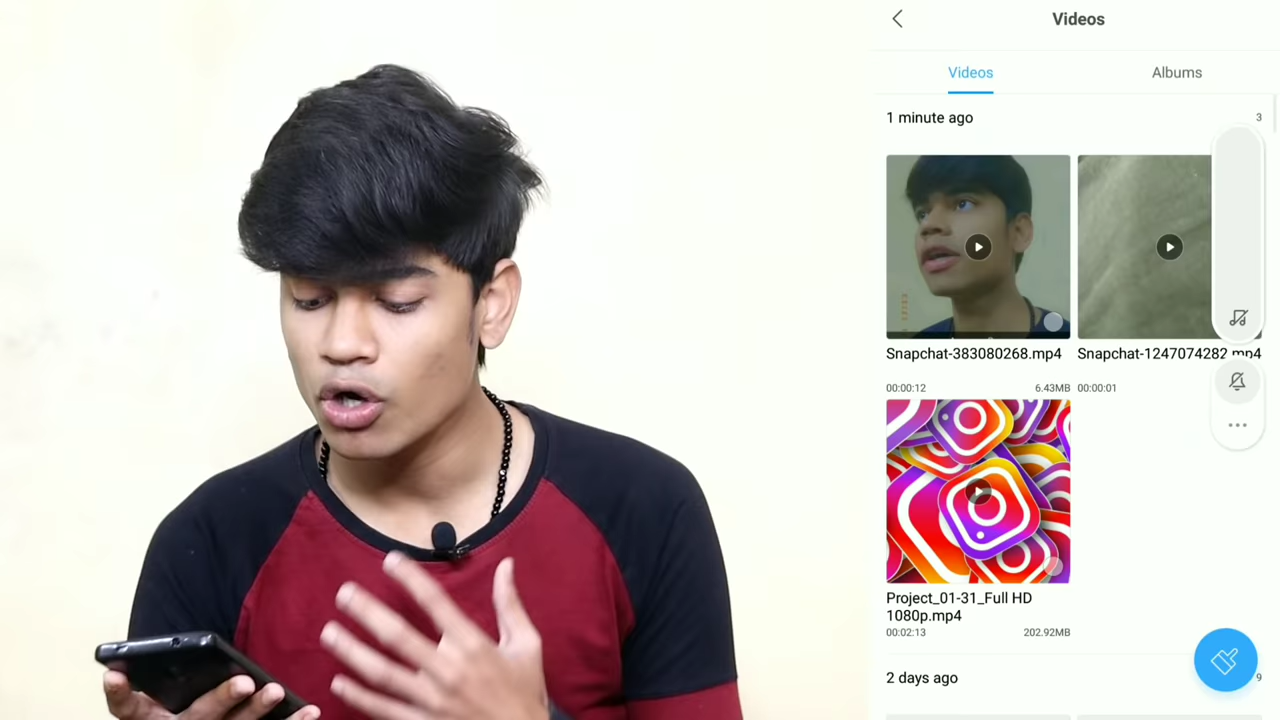 Videos
Videos
Albums
1 minute ago
3
Snapchat-383080268.mp4
Snapchat-1247074282.mp4
00:00:12
6.43MB
00:00:01
Project_01-31_Full HD
1080p.mp4
00:02:13
202.92MB
2 days ago
9